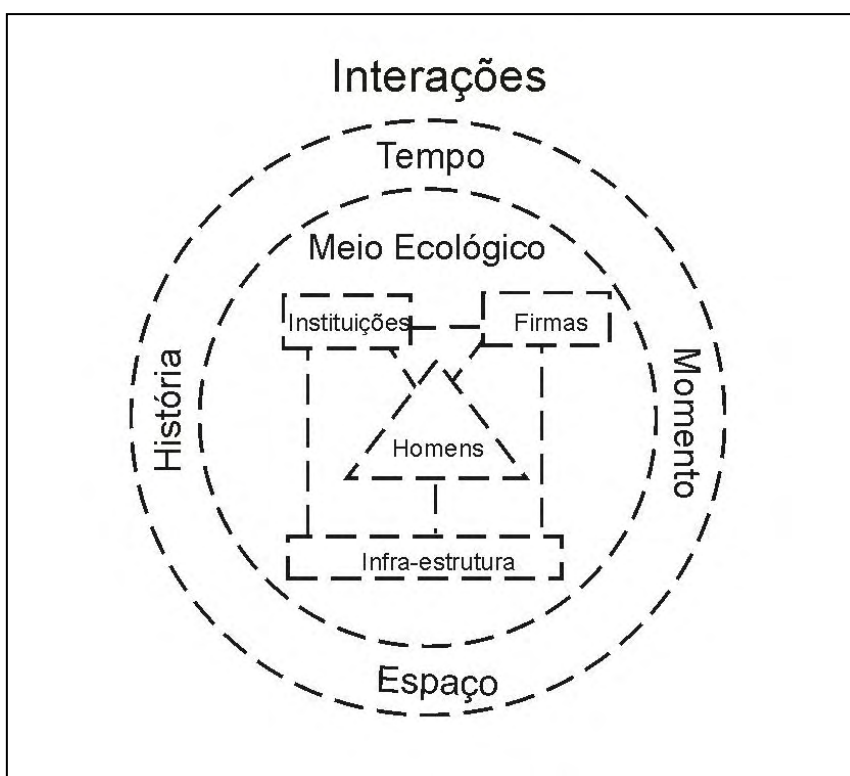 Interações
Tempo
Meio Ecológico
Instituições
Firmas
História
Momento
Homens
Infra-estrutura
Espaço